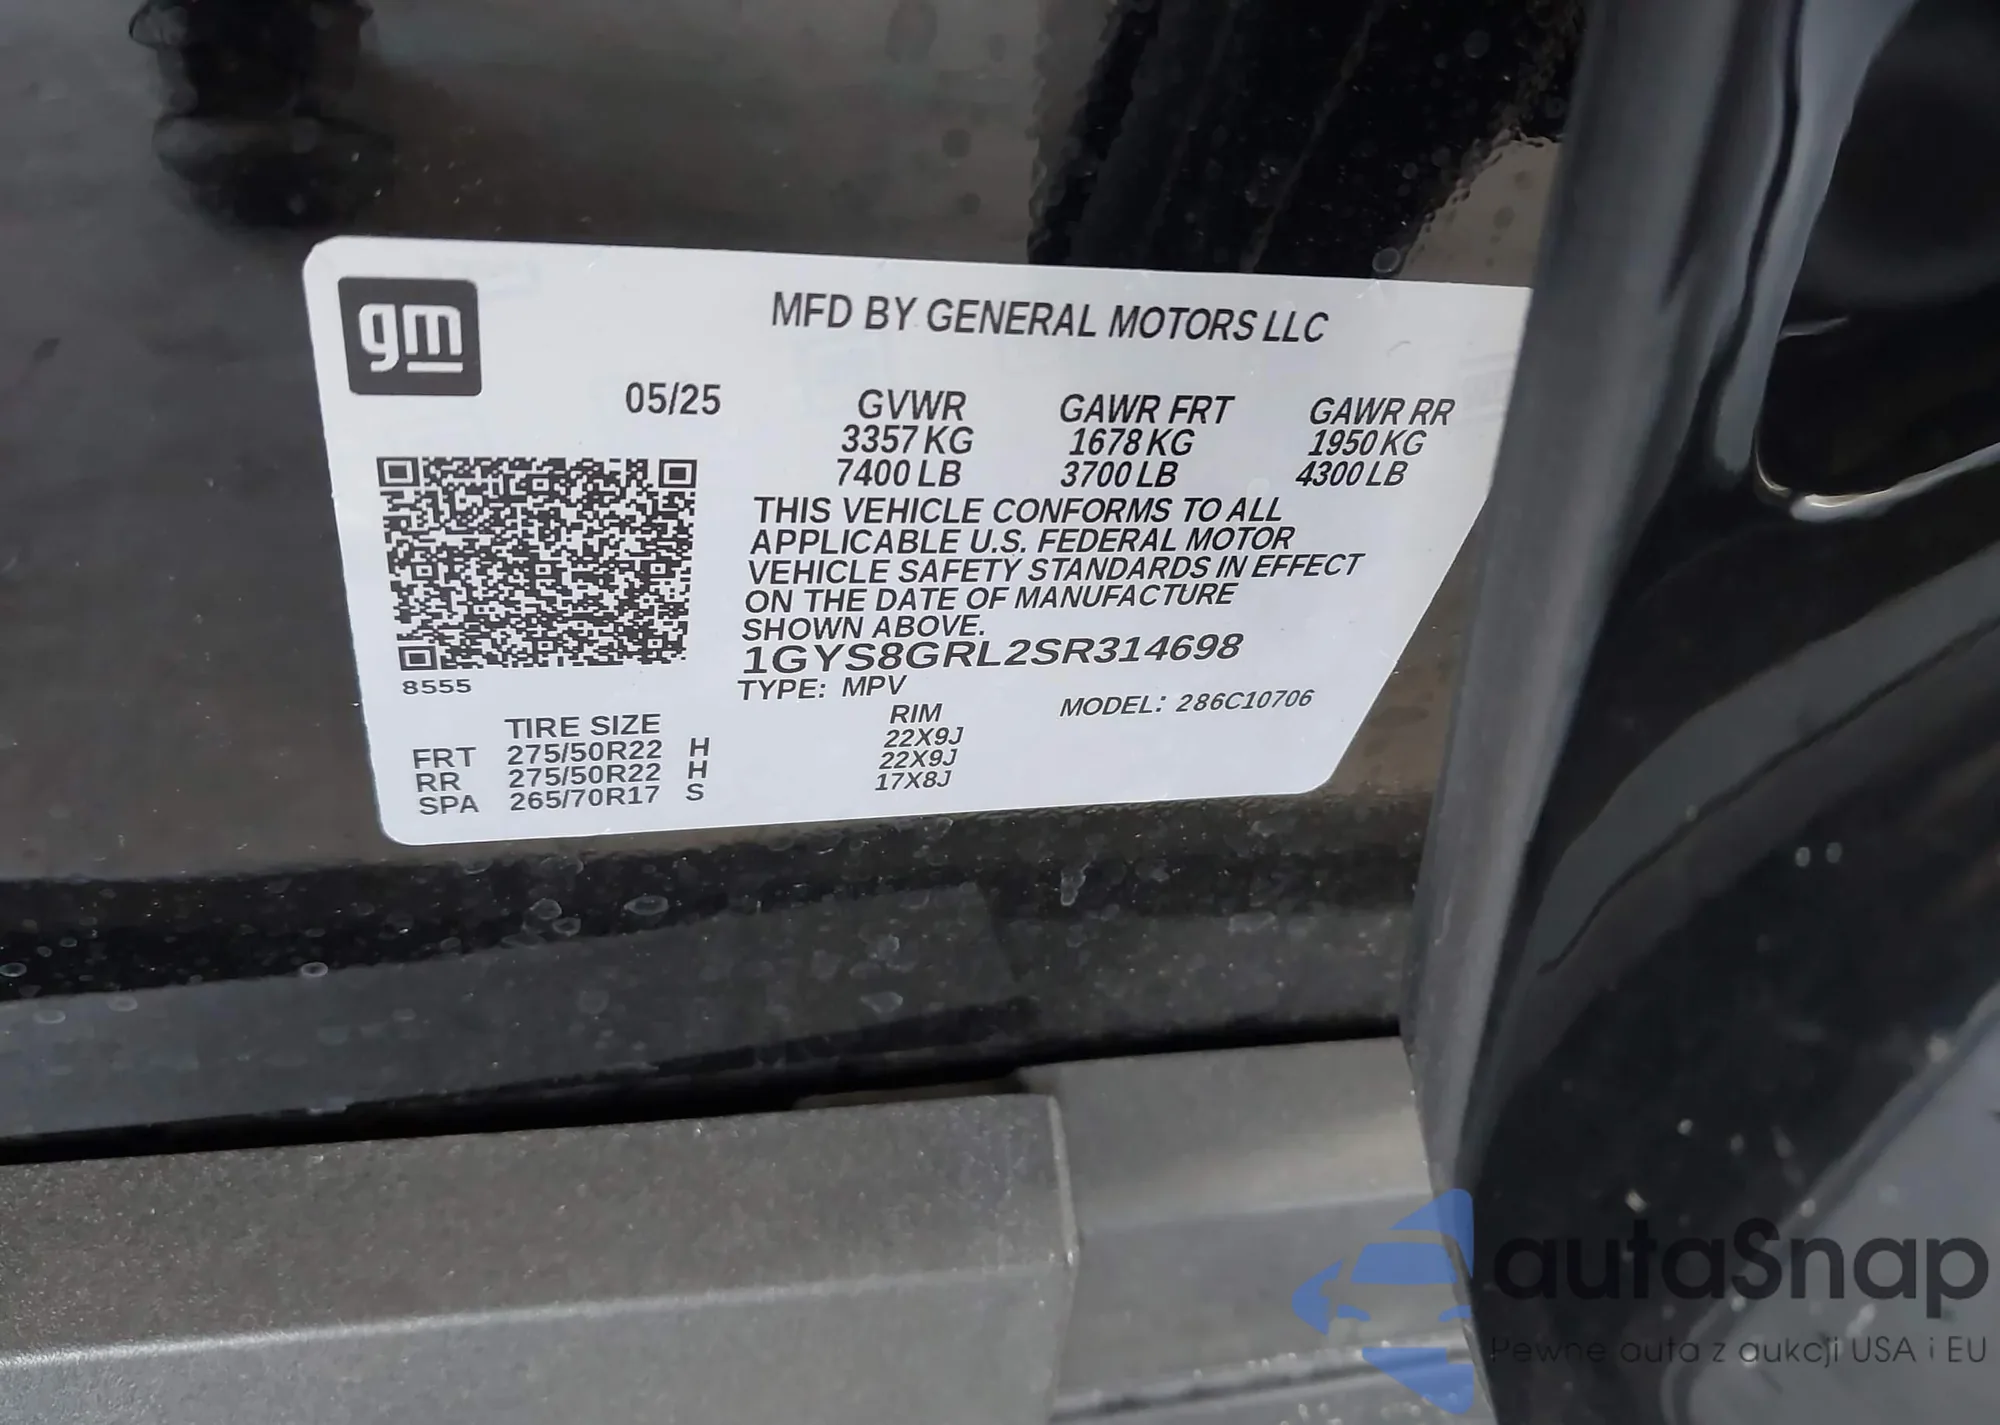 gm
MFD BY GENERAL MOTORS LLC
05/25 GVWR GAWR FRT GAWR RR
3357 KG 1678 KG 1950 KG
7400 LB 3700 LB 4300 LB
THIS VEHICLE CONFORMS TO ALL
APPLICABLE U.S. FEDERAL MOTOR
VEHICLE SAFETY STANDARDS IN EFFECT
ON THE DATE OF MANUFACTURE
SHOWN ABOVE.
1GYS8GRL2SR314698
8555
TYPE: MPV MODEL: 286C10706
TIRE SIZE RIM
FRT 275/50R22 H 22X9J
RR 275/50R22 H 22X9J
SPA 265/70R17 S 17X8J
autaSnap
Pewne auta z aukcji USA i EU